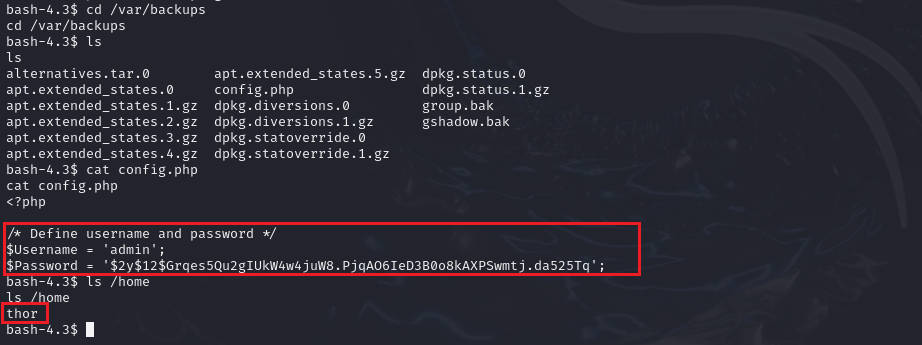 bash-4.3$ cd /var/backups
cd /var/backups
bash-4.3$ ls
ls
alternatives.tar.0 apt.extended_states.5.gz dpkg.status.0
apt.extended_states.0 config.php dpkg.status.1.gz
apt.extended_states.1.gz dpkg.diversions.0 group.bak
apt.extended_states.2.gz dpkg.diversions.1.gz gshadow.bak
apt.extended_states.3.gz dpkg.statoverride.0
apt.extended_states.4.gz dpkg.statoverride.1.gz
bash-4.3$ cat config.php
cat config.php
<?php
/* Define username and password */
$Username = 'admin';
$Password = '$2y$12$Grqes5Qu2gIUkW4w4juW8.PjqAO6IeD3B0o8kAXPSwmtj.da525Tq';
bash-4.3$ ls /home
ls /home
thor
bash-4.3$